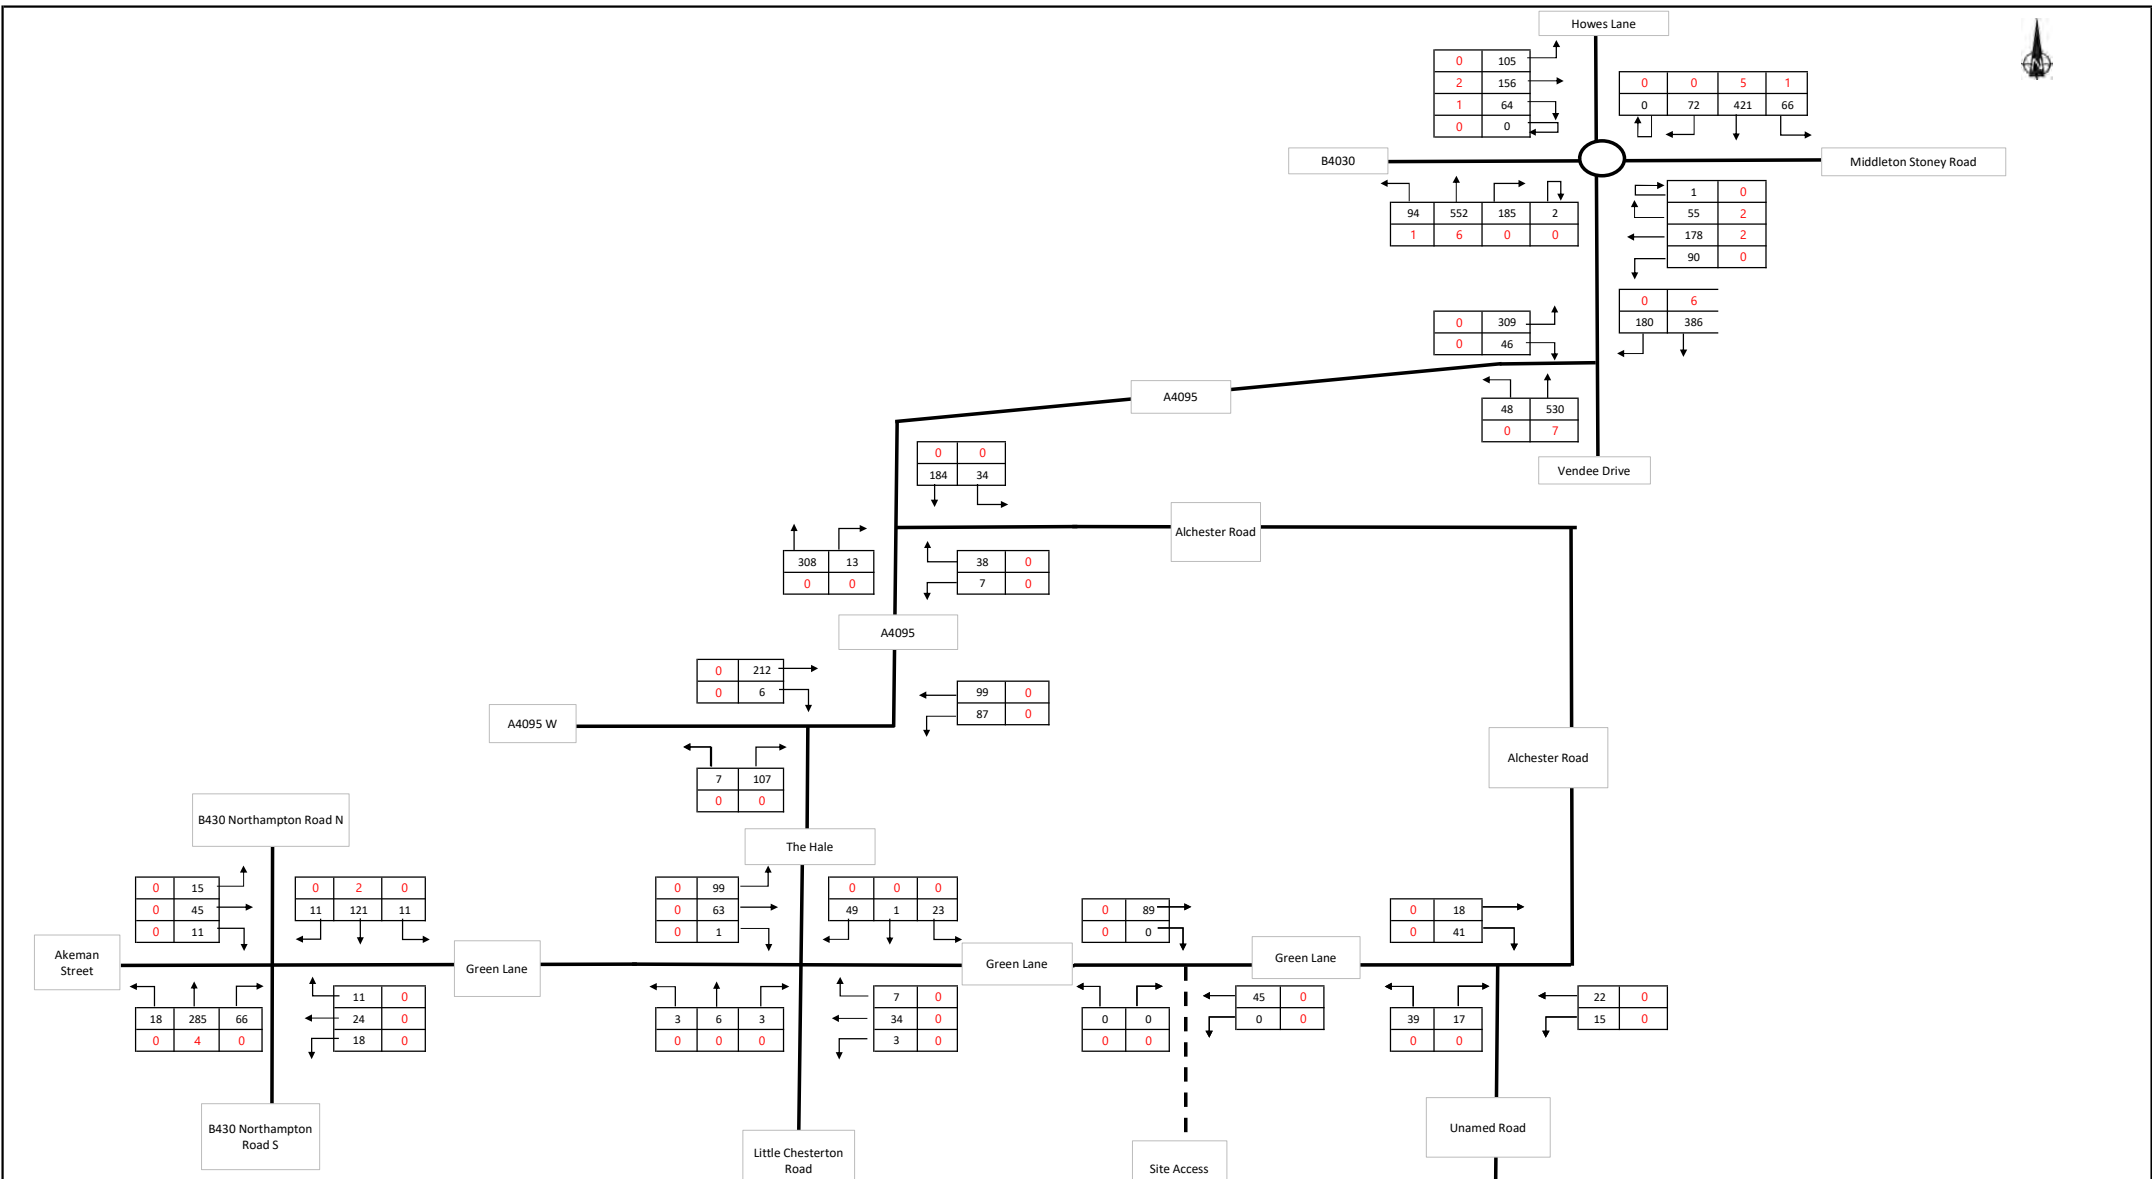 Howes Lane
0 105
2 156
1 64
0 0
0 0 5 1
0 72 421 66
B4030
Middleton Stoney Road
94 552 185 2
1 6 0 0
1 0
55 2
178 2
90 0
0 6
180 386
0 309
0 46
A4095
48 530
0 7
Vendee Drive
0 0
184 34
Alchester Road
308 13
0 0
38 0
7 0
A4095
0 212
0 6
99 0
87 0
A4095 W
7 107
0 0
Alchester Road
B430 Northampton Road N
The Hale
0 15
0 45
0 11
0 2 0
11 121 11
0 99
0 63
0 1
0 0 0
49 1 23
0 89
0 0
0 18
0 41
Akeman
Street
Green Lane
Green Lane
Green Lane
18 285 66
0 4 0
11 0
24 0
18 0
3 6 3
0 0 0
7 0
34 0
3 0
0 0
0 0
45 0
0 0
39 17
0 0
22 0
15 0
B430 Northampton
Road S
Little Chesterton
Road
Site Access
Unamed Road